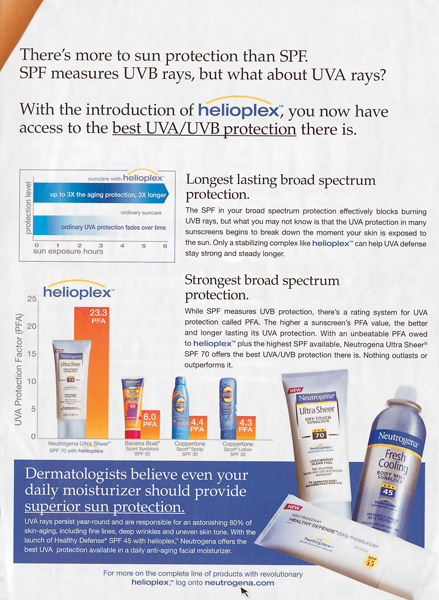 There's more to sun protection than SPF.
SPF measures UVB rays, but what about UVA rays?
With the introduction of helioplex™, you now have
access to the best UVA/UVB protection there is.
suncare with helioplex™
up to 3X the aging protection, 3X longer
ordinary suncare
ordinary UVA protection fades over time
protection level
0 1 2 3 4 5 6
sun exposure hours
Longest lasting broad spectrum
protection.
The SPF in your broad spectrum protection effectively blocks burning
UVB rays, but what you may not know is that the UVA protection in many
sunscreens begins to break down the moment your skin is exposed to
the sun. Only a stabilizing complex like helioplex™ can help UVA defense
stay strong and steady longer.
helioplex™
UVA Protection Factor (PFA)
25
20
15
10
5
0
23.3
PFA
6.0
PFA
4.4
PFA
4.3
PFA
Neutrogena
UltraSheer
Neutrogena Ultra Sheer®
SPF 70 with helioplex™
Banana Boat®
Sport Sunblock
SPF 50
Coppertone
Sport® Spray
SPF 30
Coppertone
Sport® Lotion
SPF 30
Strongest broad spectrum
protection.
While SPF measures UVB protection, there's a rating system for UVA
protection called PFA. The higher a sunscreen's PFA value, the better
and longer lasting its UVA protection. With an unbeatable PFA owed
to helioplex™ plus the highest SPF available, Neutrogena Ultra Sheer®
SPF 70 offers the best UVA/UVB protection there is. Nothing outlasts or
outperforms it.
NEW
Neutrogena
UltraSheer
DRY-TOUCH
SUNBLOCK
70
helioplex
Neutrogena
Fresh
Cooling
BODY MIST
SUNBLOCK
45
NEW
NEUTROGENA
HEALTHY DEFENSE daily moisturizer
helioplex
SPF
45
Dermatologists believe even your
daily moisturizer should provide
superior sun protection.
UVA rays persist year-round and are responsible for an astonishing 80% of
skin-aging, including fine lines, deep wrinkles and uneven skin tone. With the
launch of Healthy Defense® SPF 45 with helioplex,™ Neutrogena offers the
best UVA protection available in a daily anti-aging facial moisturizer.
For more on the complete line of products with revolutionary
helioplex,™ log onto neutrogena.com